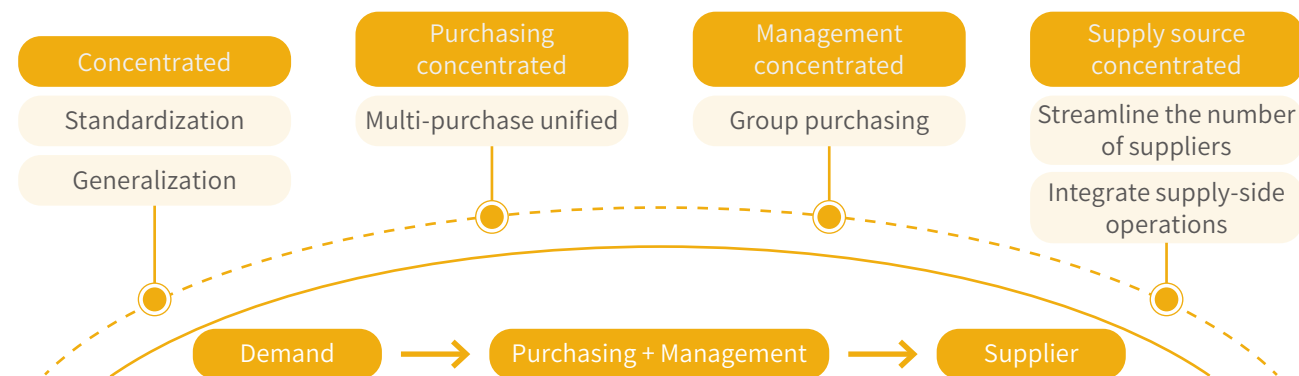 Concentrated
Standardization
Generalization
Purchasing
concentrated
Multi-purchase unified
Management
concentrated
Group purchasing
Supply source
concentrated
Streamline the number
of suppliers
Integrate supply-side
operations
Demand
Purchasing + Management
Supplier